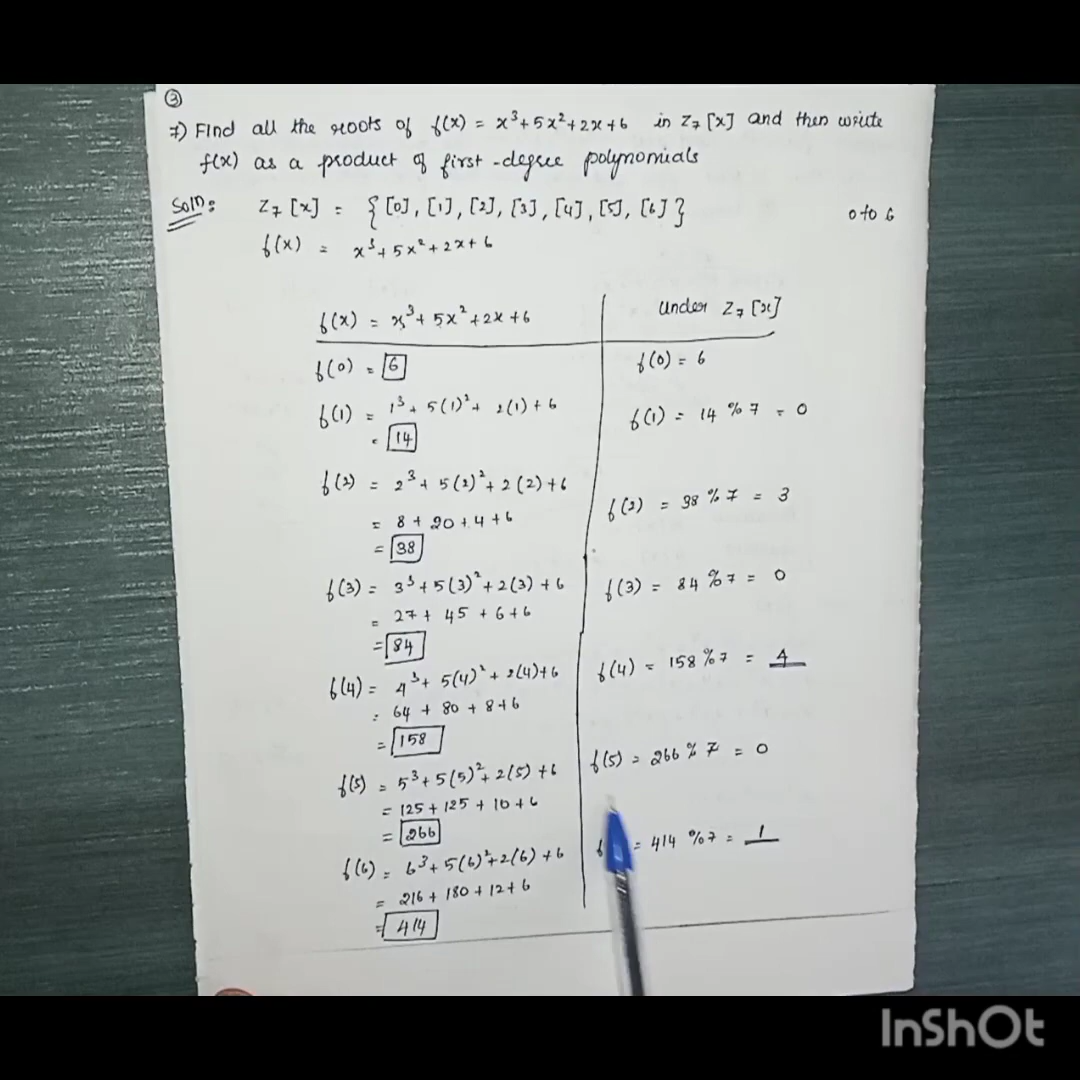 ③
7) Find all the roots of f(x) = x³+5x²+2x+6 in Z₇[x] and then write
f(x) as a product of first-degree polynomials
Soln: Z₇[x] = {[0], [1], [2], [3], [4], [5], [6]} 0 to 6
f(x) = x³+5x²+2x+6
f(x) = x³+5x²+2x+6 Under Z₇[x]
f(0) = 6 f(0) = 6
f(1) = 1³+5(1)²+2(1)+6 f(1) = 14 % 7 = 0
= 14
f(2) = 2³+5(2)²+2(2)+6 f(2) = 38 % 7 = 3
= 8+20+4+6
= 38
f(3) = 3³+5(3)²+2(3)+6 f(3) = 84 % 7 = 0
= 27+45+6+6
= 84
f(4) = 4³+5(4)²+2(4)+6 f(4) = 158 % 7 = 4
= 64+80+8+6
= 158
f(5) = 5³+5(5)²+2(5)+6 f(5) = 266 % 7 = 0
= 125+125+10+6
= 266
f(6) = 6³+5(6)²+2(6)+6 = 414 % 7 = 1
= 216+180+12+6
= 414
InShOt